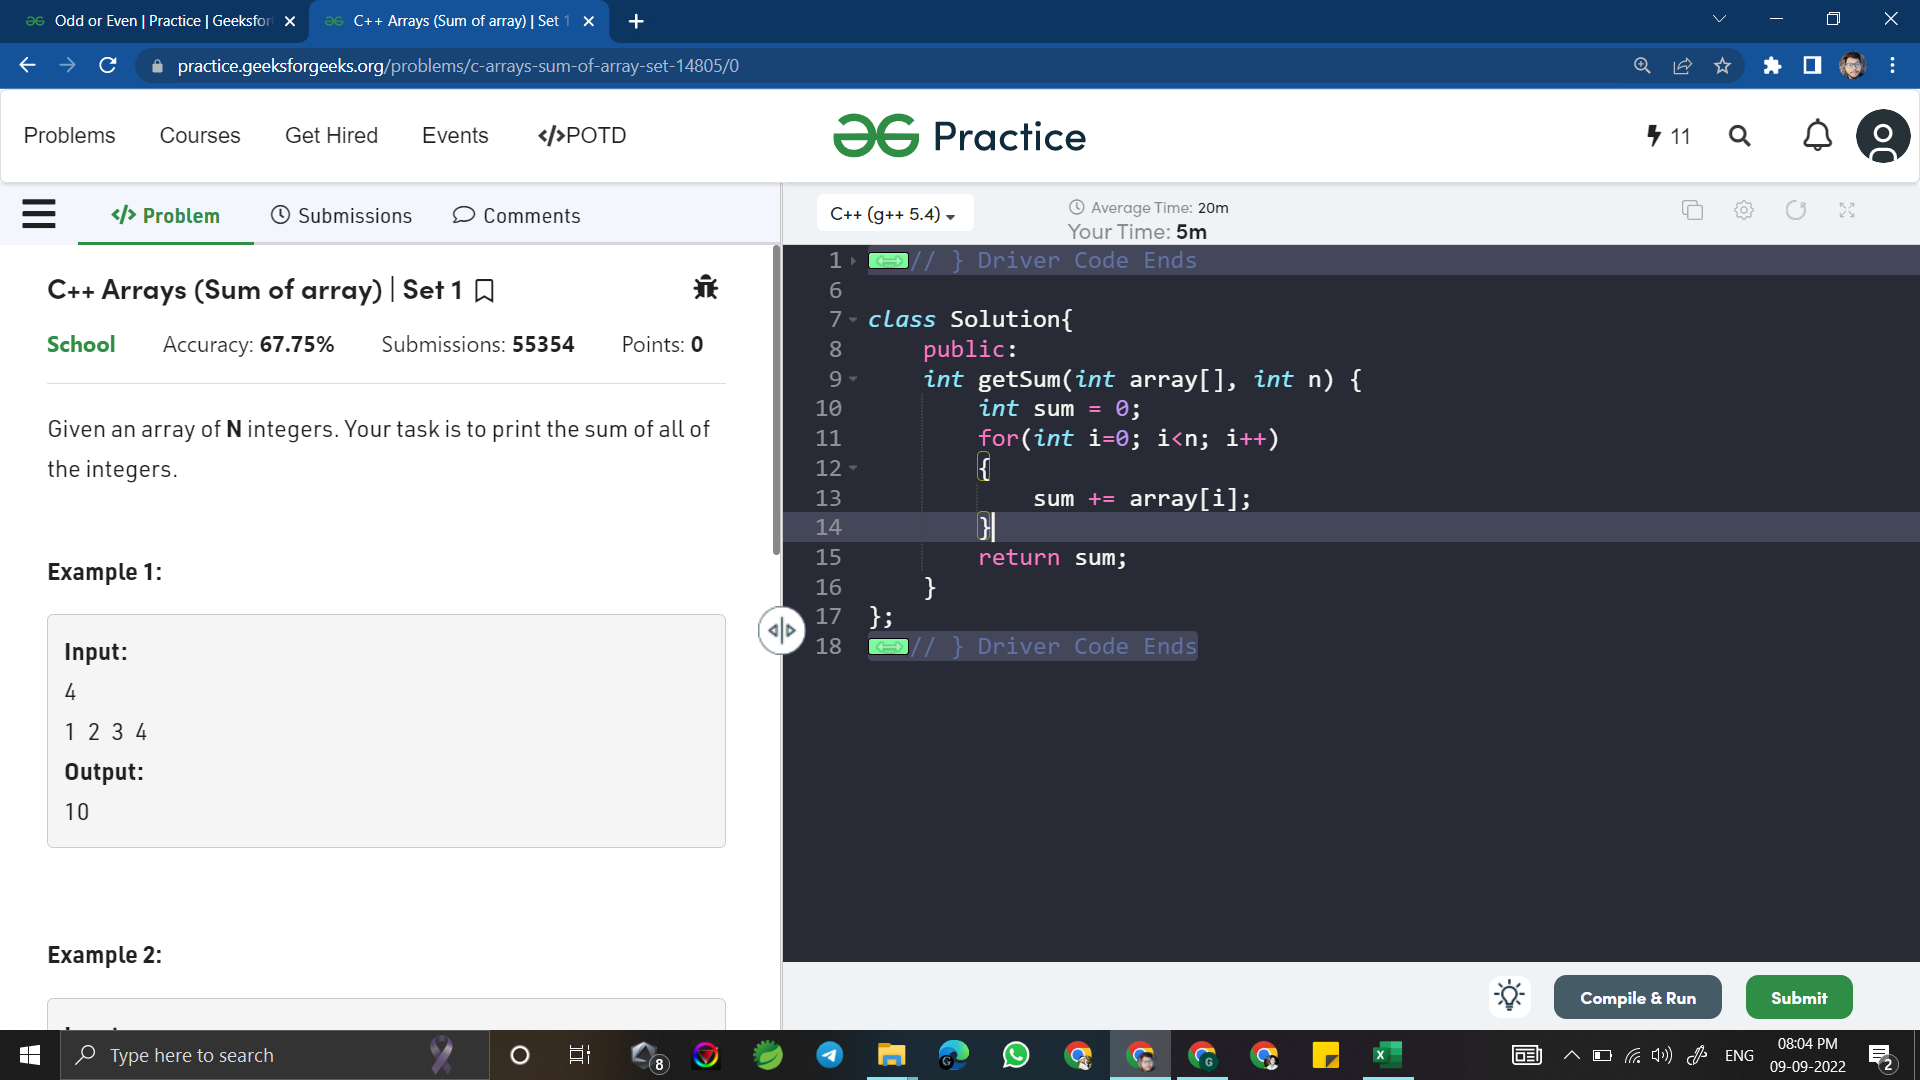 Odd or Even | Practice | Geeksfor
C++ Arrays (Sum of array) | Set 1
practice.geeksforgeeks.org/problems/c-arrays-sum-of-array-set-14805/0
Problems Courses Get Hired Events </>POTD
Practice
11
</> Problem Submissions Comments
C++ (g++ 5.4)
Average Time: 20m
Your Time: 5m
C++ Arrays (Sum of array) | Set 1
School Accuracy: 67.75% Submissions: 55354 Points: 0
Given an array of N integers. Your task is to print the sum of all of
the integers.
Example 1:
Input:
4
1 2 3 4
Output:
10
Example 2:
1 // } Driver Code Ends
6
7 class Solution{
8 public:
9 int getSum(int array[], int n) {
10 int sum = 0;
11 for(int i=0; i<n; i++)
12 {
13 sum += array[i];
14 }
15 return sum;
16 }
17 };
18 // } Driver Code Ends
Compile & Run
Submit
Type here to search
8
G
ENG
08:04 PM
09-09-2022
2